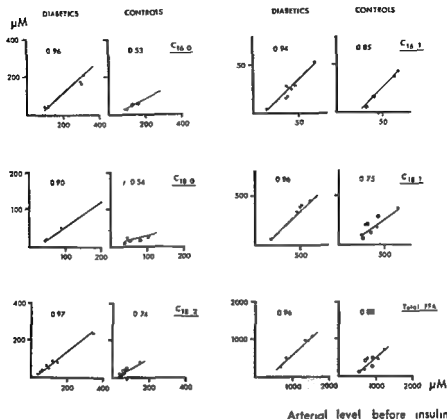 μM DIABETICS CONTROLS DIABETICS CONTROLS
400 0.96 0.53 C16 0 0.94 0.85 C16 1
200 50
200 400 200 400 50 50
200 0.90 0.54 C18 0 0.96 0.75 C18 1
100 500
100 100 200 500 500
400 0.97 0.74 C18.2 2000 0.96 0.88 Total FFA
200 1000
200 400 200 400 1000 1000 2000 μM
Arterial level before insulin